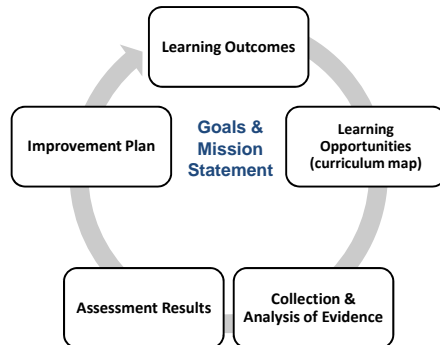 Learning Outcomes
Goals &
Mission
Statement
Learning
Opportunities
(curriculum map)
Collection &
Analysis of Evidence
Assessment Results
Improvement Plan